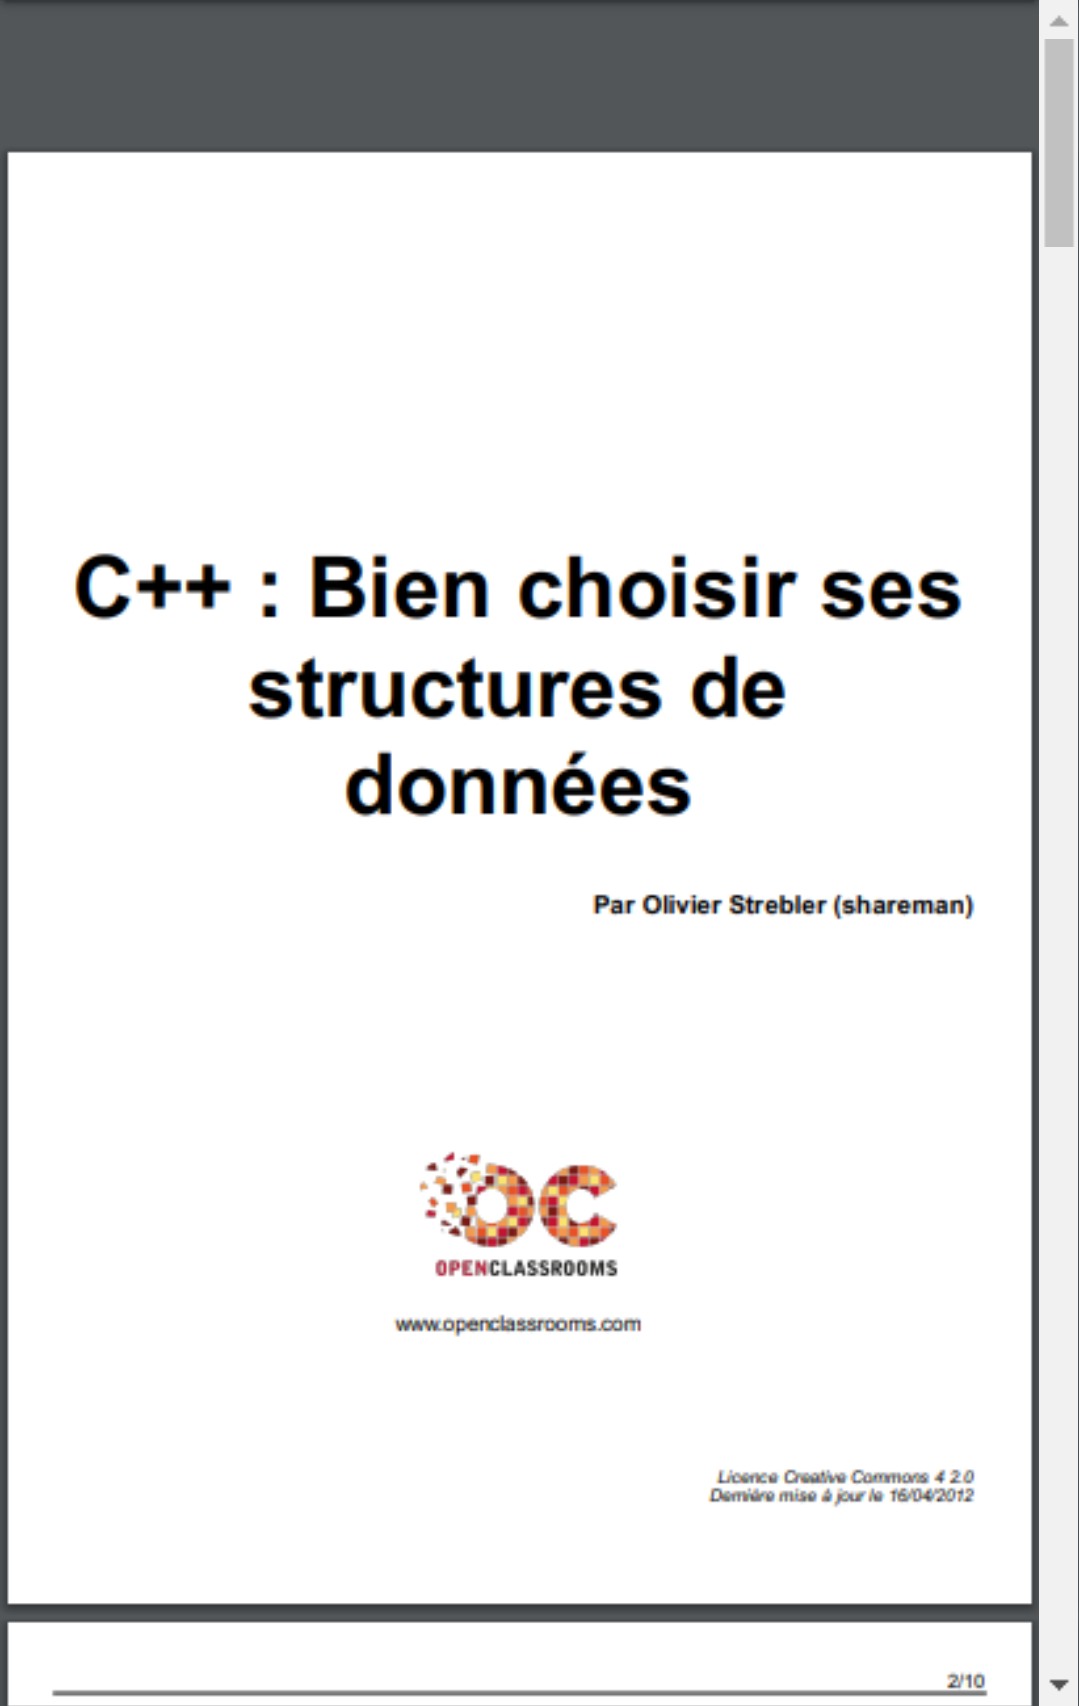 C++ : Bien choisir ses
structures de
données
Par Olivier Strebler (shareman)
OC
OPENCLASSROOMS
www.openclassrooms.com
Licence Creative Commons 4 2.0
Dernière mise à jour le 16/04/2012
2/10